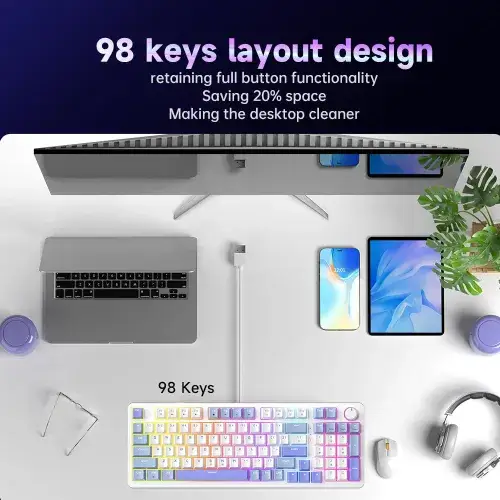 98 keys layout design
retaining full button functionality
Saving 20% space
Making the desktop cleaner
98 Keys